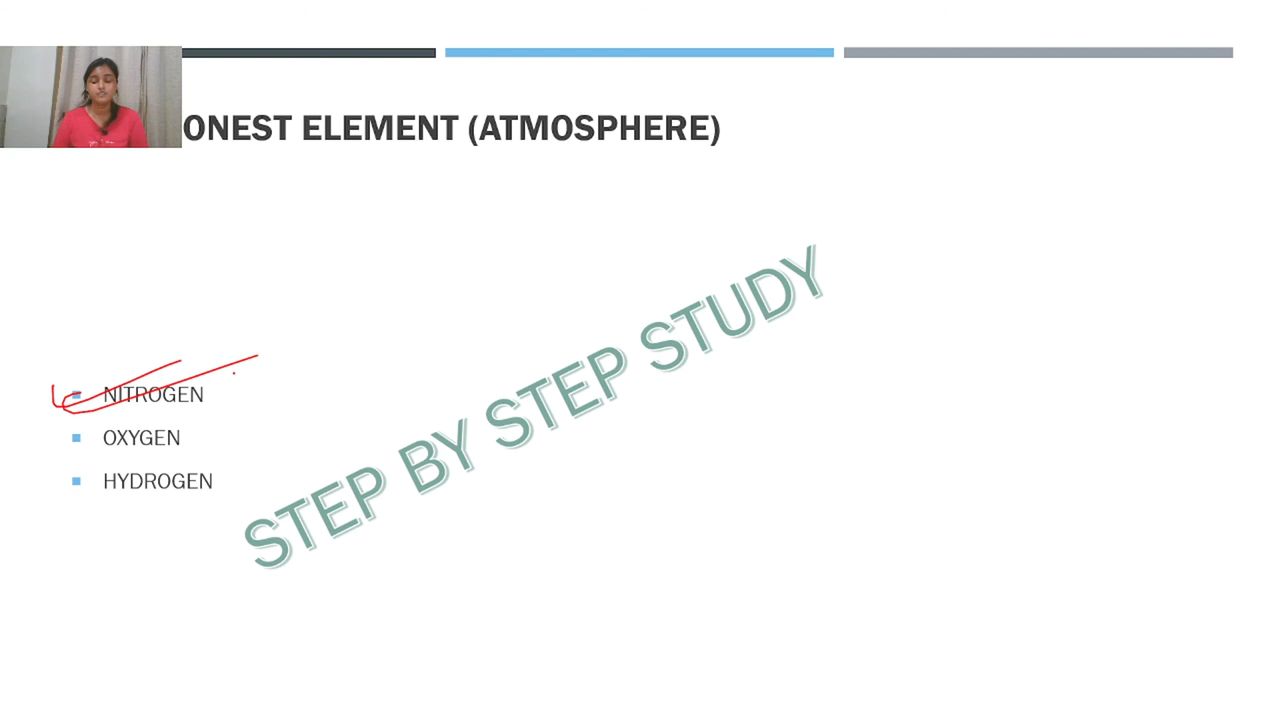 ONEST ELEMENT (ATMOSPHERE)
NITROGEN
OXYGEN
HYDROGEN
STEP BY STEP STUDY